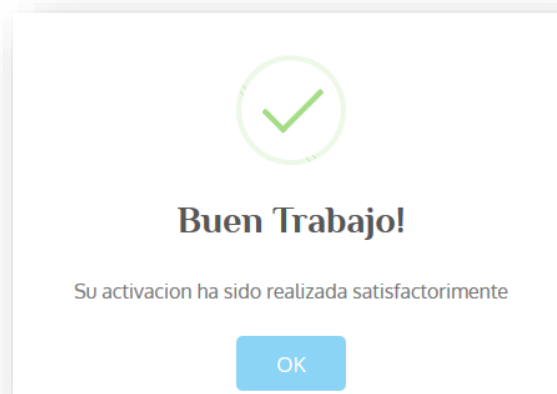 Buen Trabajo!
Su activacion ha sido realizada satisfactorimente
OK